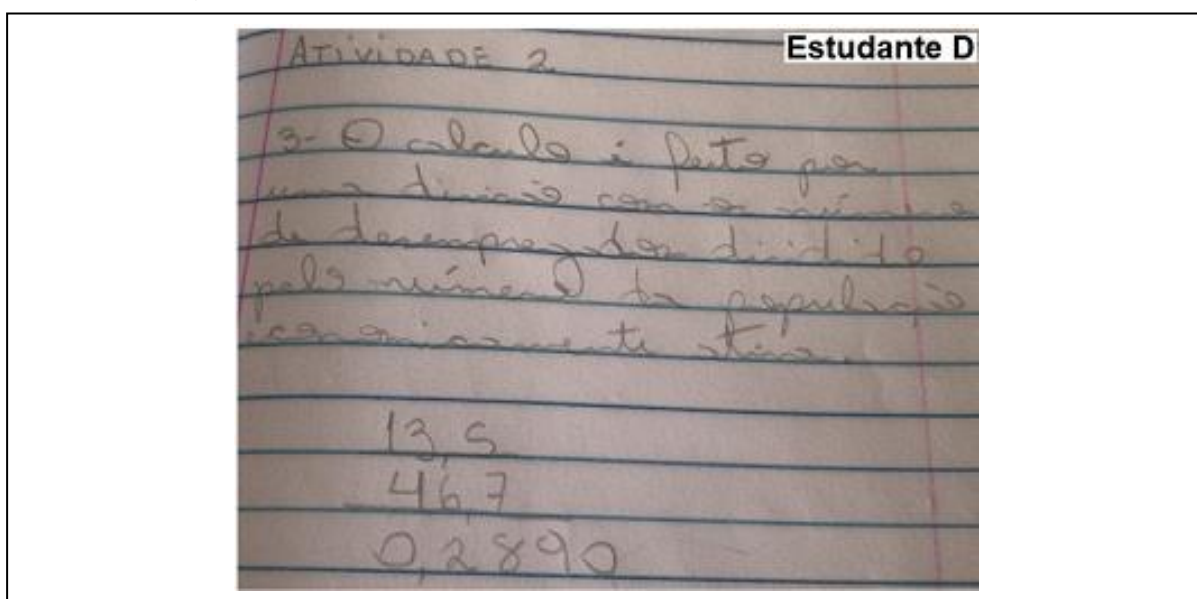 ATIVIDADE 2
Estudante D
3- O calculo é feito por
uma divisão com o número
de desempregados dividido
pelo número da população
economicamente ativa.
13,5
46,7
0,2890